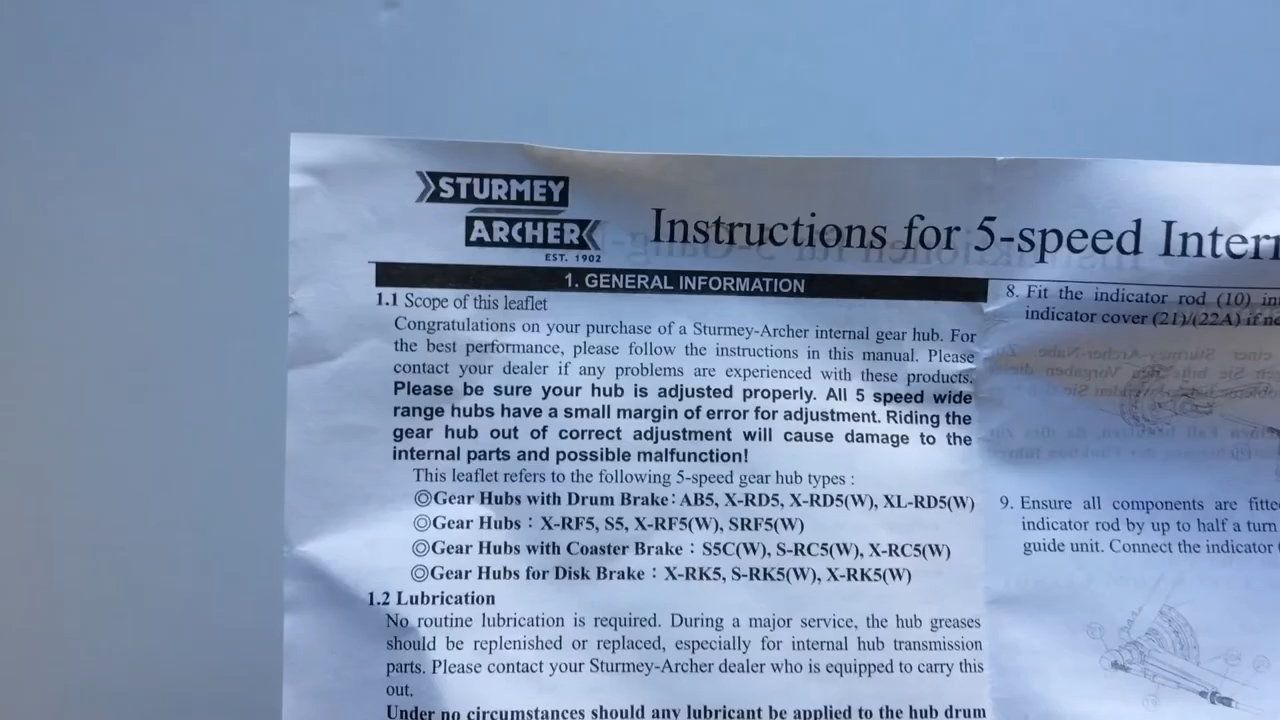 STURMEY
ARCHER
EST. 1902
Instructions for 5-speed Intern
1. GENERAL INFORMATION
1.1 Scope of this leaflet
Congratulations on your purchase of a Sturmey-Archer internal gear hub. For
the best performance, please follow the instructions in this manual. Please
contact your dealer if any problems are experienced with these products.
Please be sure your hub is adjusted properly. All 5 speed wide
range hubs have a small margin of error for adjustment. Riding the
gear hub out of correct adjustment will cause damage to the
internal parts and possible malfunction!
This leaflet refers to the following 5-speed gear hub types :
◎Gear Hubs with Drum Brake : AB5, X-RD5, X-RD5(W), XL-RD5(W)
◎Gear Hubs : X-RF5, S5, X-RF5(W), SRF5(W)
◎Gear Hubs with Coaster Brake : S5C(W), S-RC5(W), X-RC5(W)
◎Gear Hubs for Disk Brake : X-RK5, S-RK5(W), X-RK5(W)
1.2 Lubrication
No routine lubrication is required. During a major service, the hub greases
should be replenished or replaced, especially for internal hub transmission
parts. Please contact your Sturmey-Archer dealer who is equipped to carry this
out.
Under no circumstances should any lubricant be applied to the hub drum
8. Fit the indicator rod (10) in
indicator cover (21)/(22A) if
9. Ensure all components are fitte
indicator rod by up to half a turn
guide unit. Connect the indicator